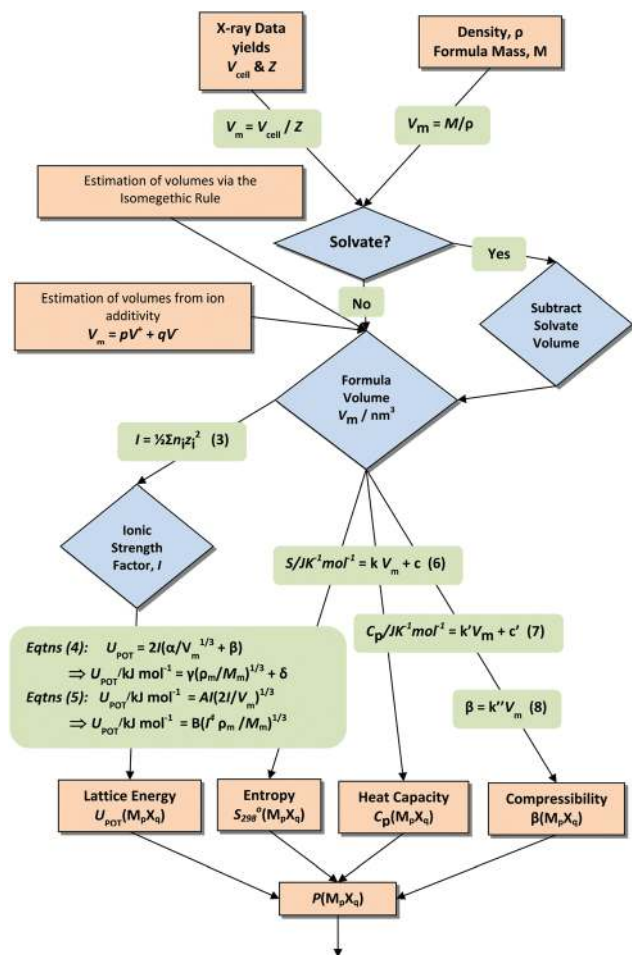 X-ray Data
yields
V_cell & Z
Density, ρ
Formula Mass, M
V_m = V_cell / Z
V_m = M/ρ
Estimation of volumes via the
Isomegethic Rule
Solvate?
Yes
No
Estimation of volumes from ion
additivity
V_m = pV⁺ + qV⁻
Subtract
Solvate
Volume
Formula
Volume
V_m / nm³
I = ½Σn_i z_i² (3)
Ionic
Strength
Factor, I
S/JK⁻¹mol⁻¹ = k V_m + c (6)
C_p/JK⁻¹mol⁻¹ = k'V_m + c' (7)
Eqtns (4): U_POT = 2I(α/V_m^1/3 + β)
⇒ U_POT/kJ mol⁻¹ = γ(ρ_m/M_m)^1/3 + δ
Eqtns (5): U_POT/kJ mol⁻¹ = AI(2I/V_m)^1/3
⇒ U_POT/kJ mol⁻¹ = B(I⁴ ρ_m /M_m)^1/3
β = k''V_m (8)
Lattice Energy
U_POT(M_pX_q)
Entropy
S_298°(M_pX_q)
Heat Capacity
C_p(M_pX_q)
Compressibility
β(M_pX_q)
P(M_pX_q)